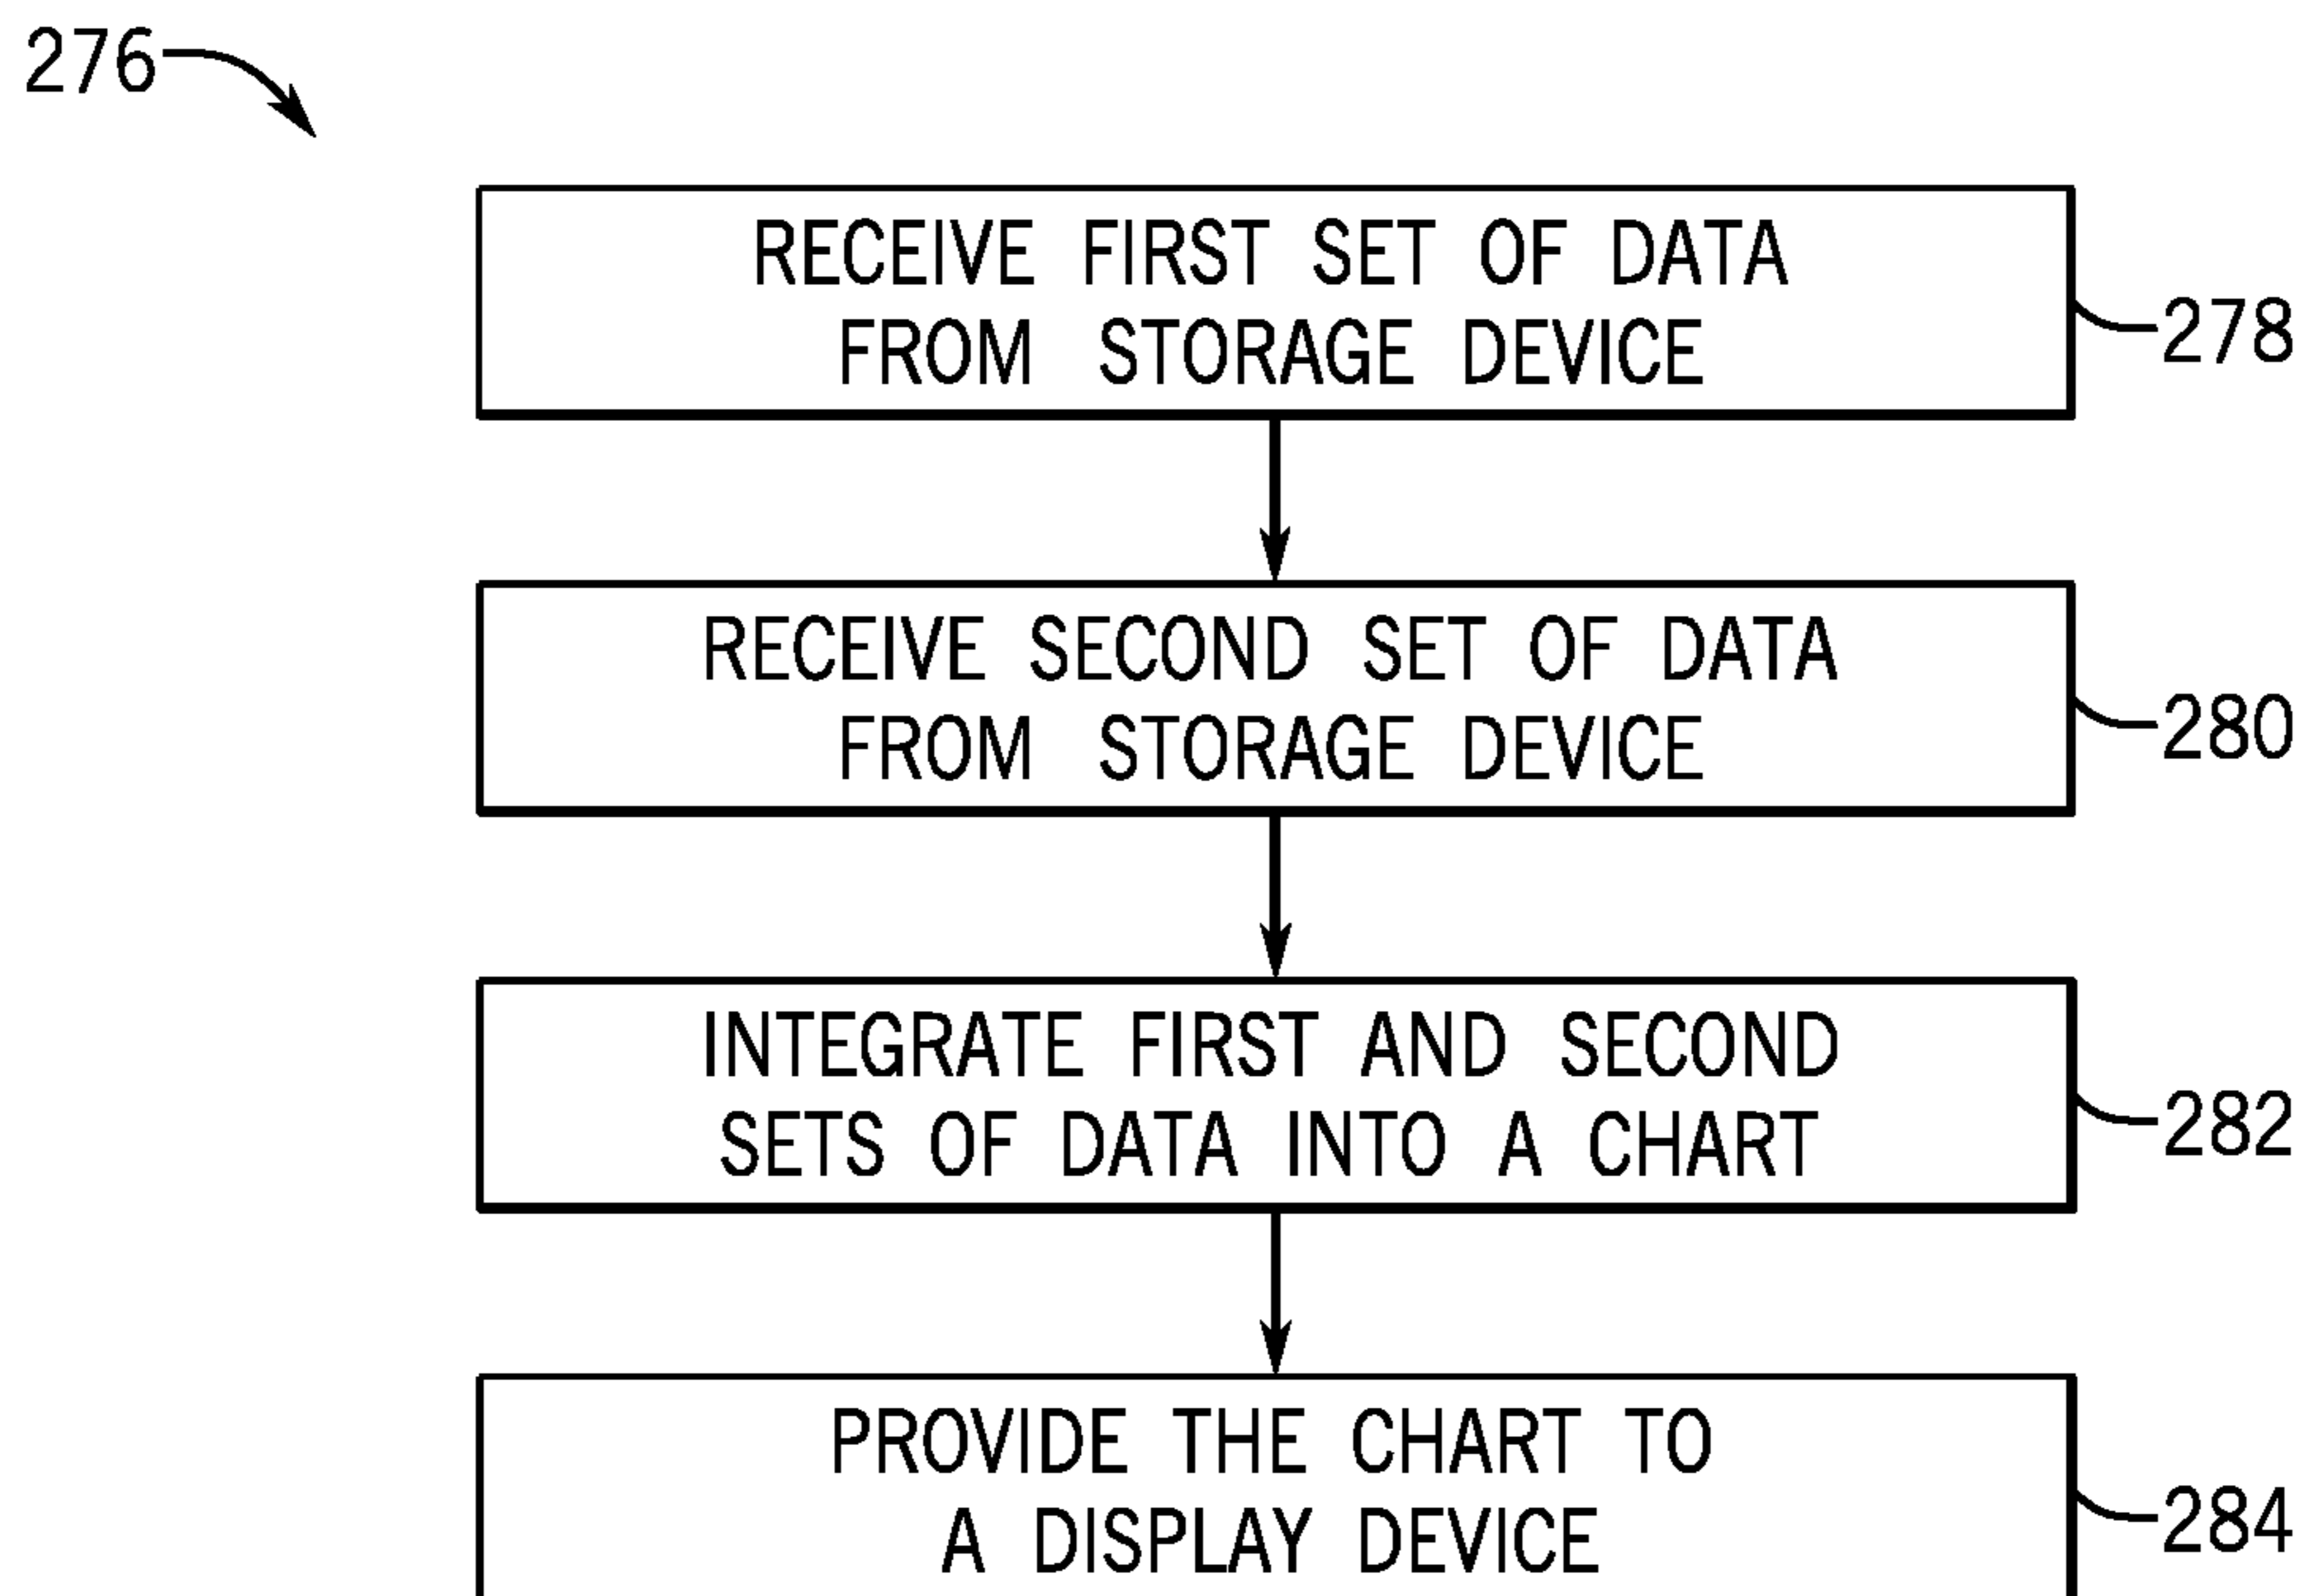 276
RECEIVE FIRST SET OF DATA
FROM STORAGE DEVICE
278
RECEIVE SECOND SET OF DATA
FROM STORAGE DEVICE
280
INTEGRATE FIRST AND SECOND
SETS OF DATA INTO A CHART
282
PROVIDE THE CHART TO
A DISPLAY DEVICE
284